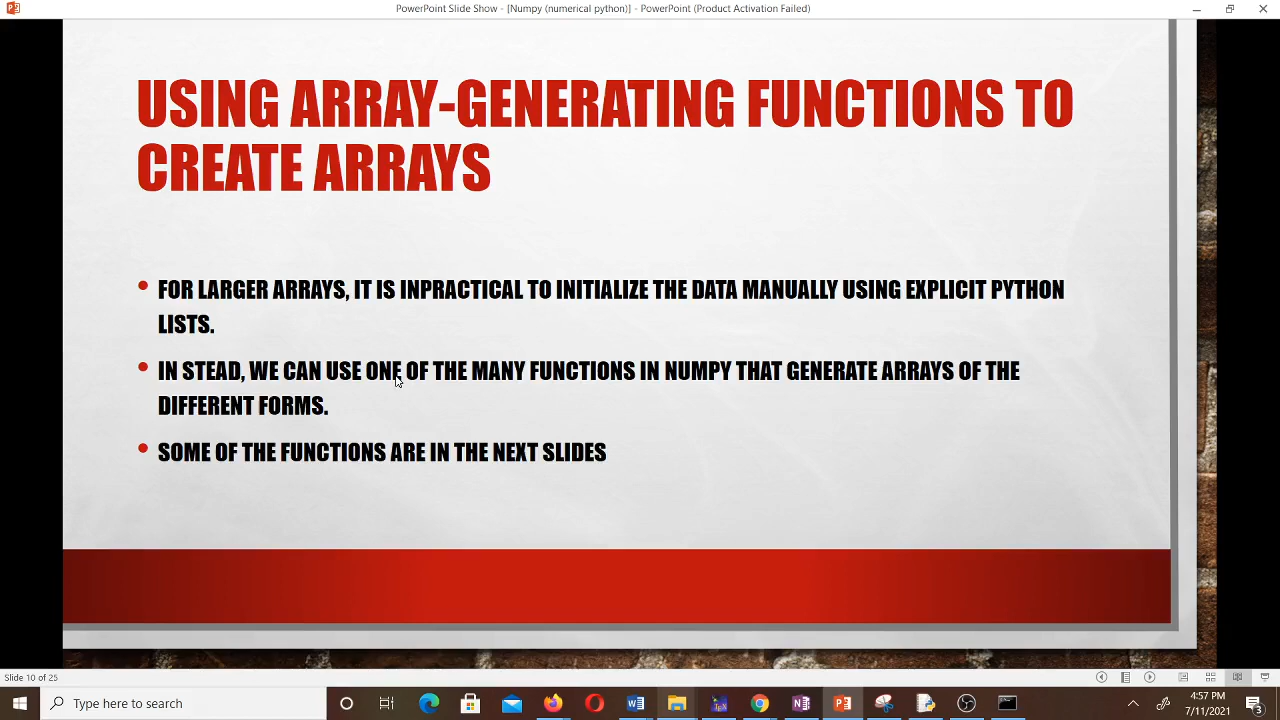 PowerPoint Slide Show - [Numpy (numerical python)] - PowerPoint (Product Activation Failed)
USING ARRAY-GENERATING FUNCTIONS TO
CREATE ARRAYS
• FOR LARGER ARRAYS, IT IS INPRACTICAL TO INITIALIZE THE DATA MANUALLY USING EXPLICIT PYTHON
LISTS.
• IN STEAD, WE CAN USE ONE OF THE MANY FUNCTIONS IN NUMPY THAT GENERATE ARRAYS OF THE
DIFFERENT FORMS.
• SOME OF THE FUNCTIONS ARE IN THE NEXT SLIDES
Slide 10 of 25
Type here to search
4:57 PM
7/11/2021
3